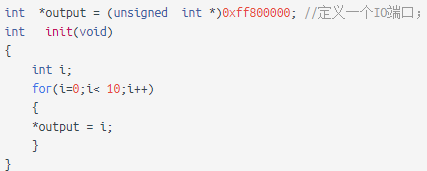 int  *output = (unsigned  int *)0xff800000; //定义一个IO端口；
int   init(void)
{
    int i;
    for(i=0;i< 10;i++)
    {
    *output = i;
    }
}